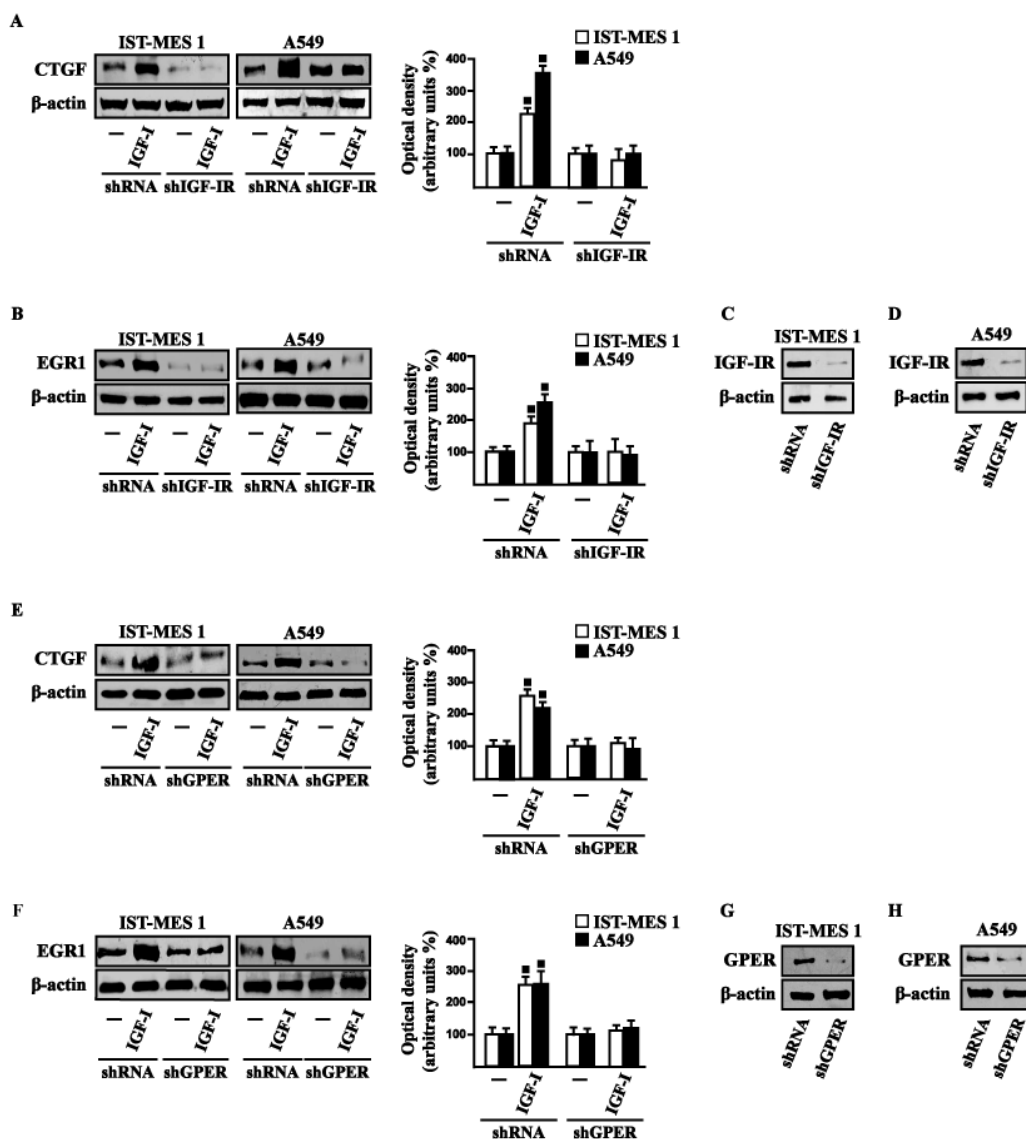 A
IST-MES 1 A549
CTGF
β-actin
– IGF-I – IGF-I – IGF-I – IGF-I
shRNA shIGF-IR shRNA shIGF-IR
Optical density
(arbitrary units %)
400
300
200
100
IST-MES 1
A549
– IGF-I – IGF-I
shRNA shIGF-IR
B
IST-MES 1 A549
EGR1
β-actin
– IGF-I – IGF-I – IGF-I – IGF-I
shRNA shIGF-IR shRNA shIGF-IR
Optical density
(arbitrary units %)
400
300
200
100
IST-MES 1
A549
– IGF-I – IGF-I
shRNA shIGF-IR
C
IST-MES 1
IGF-IR
β-actin
shRNA
shIGF-IR
D
A549
IGF-IR
β-actin
shRNA
shIGF-IR
E
IST-MES 1 A549
CTGF
β-actin
– IGF-I – IGF-I – IGF-I – IGF-I
shRNA shGPER shRNA shGPER
Optical density
(arbitrary units %)
400
300
200
100
IST-MES 1
A549
– IGF-I – IGF-I
shRNA shGPER
F
IST-MES 1 A549
EGR1
β-actin
– IGF-I – IGF-I – IGF-I – IGF-I
shRNA shGPER shRNA shGPER
Optical density
(arbitrary units %)
400
300
200
100
IST-MES 1
A549
– IGF-I – IGF-I
shRNA shGPER
G
IST-MES 1
GPER
β-actin
shRNA
shGPER
H
A549
GPER
β-actin
shRNA
shGPER